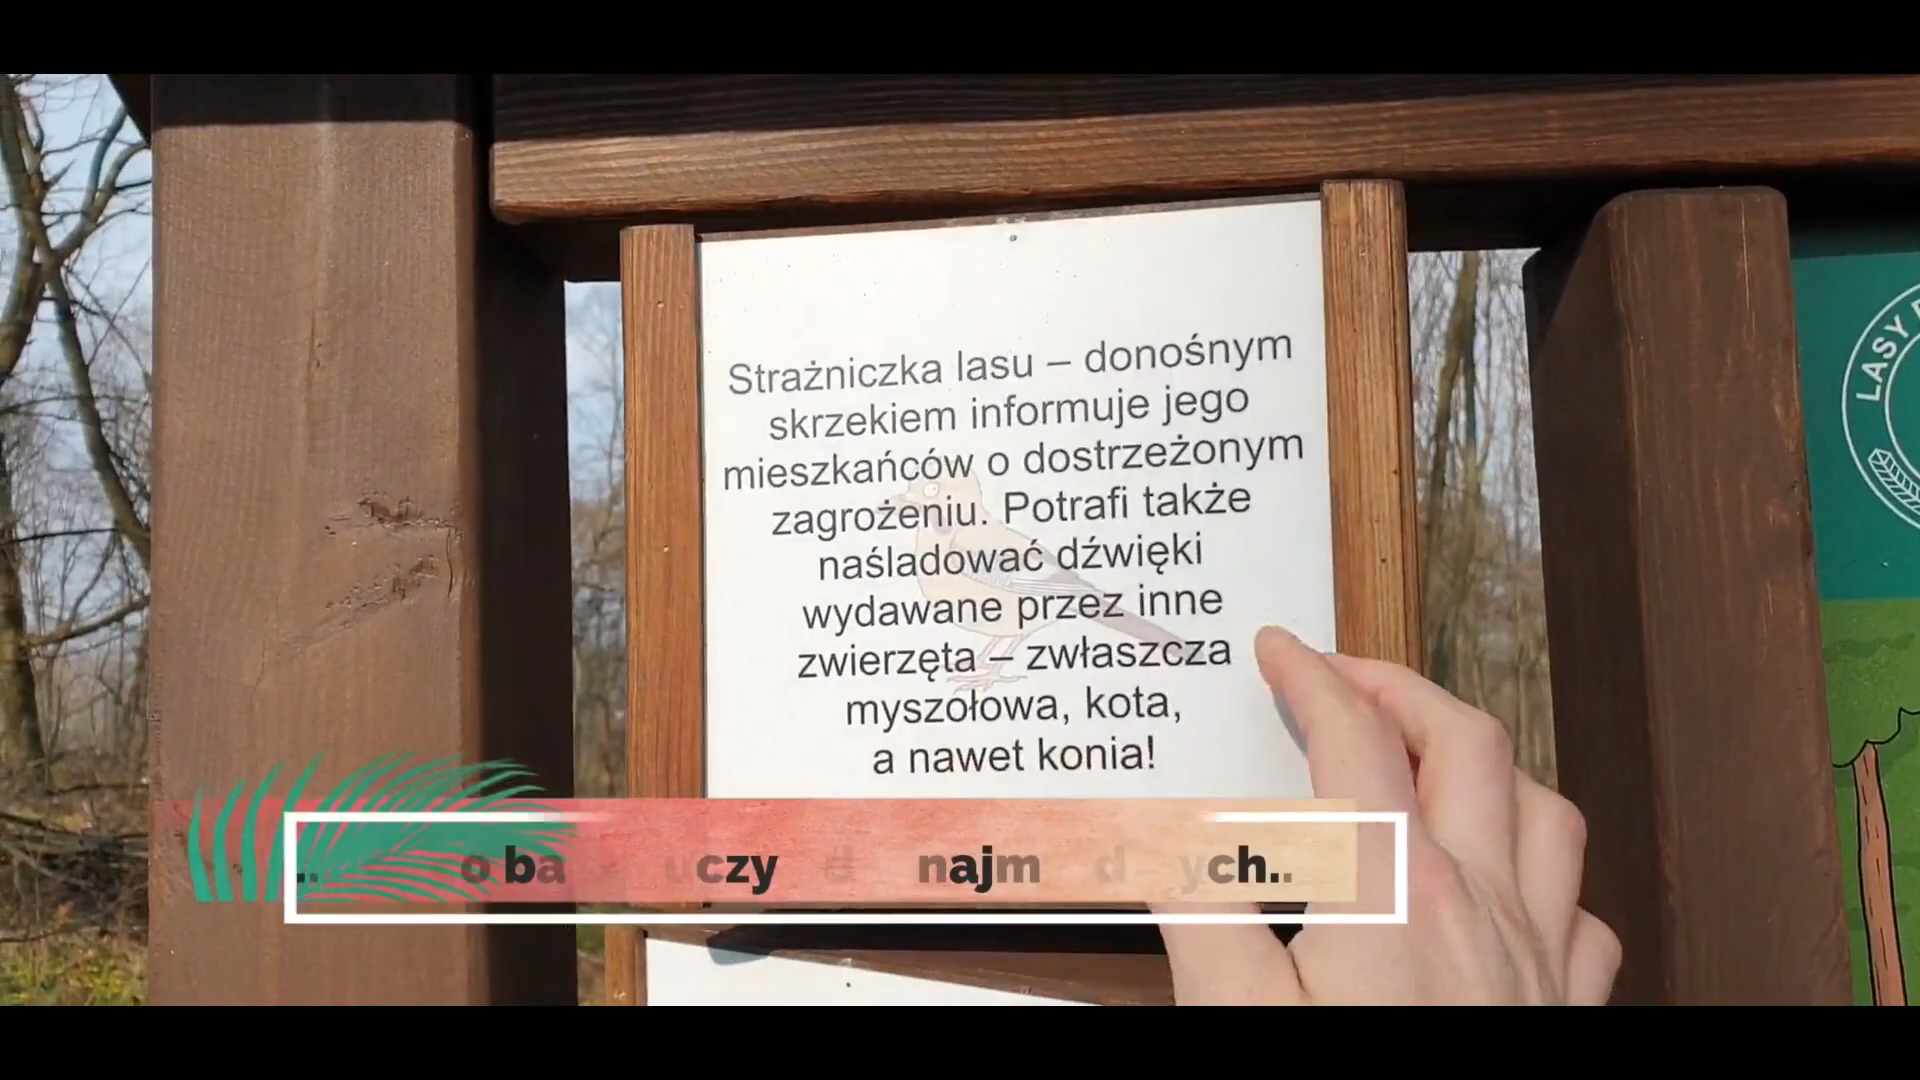 Strażniczka lasu – donośnym
skrzekiem informuje jego
mieszkańców o dostrzeżonym
zagrożeniu. Potrafi także
naśladować dźwięki
wydawane przez inne
zwierzęta – zwłaszcza
myszołowa, kota,
a nawet konia!
LASY